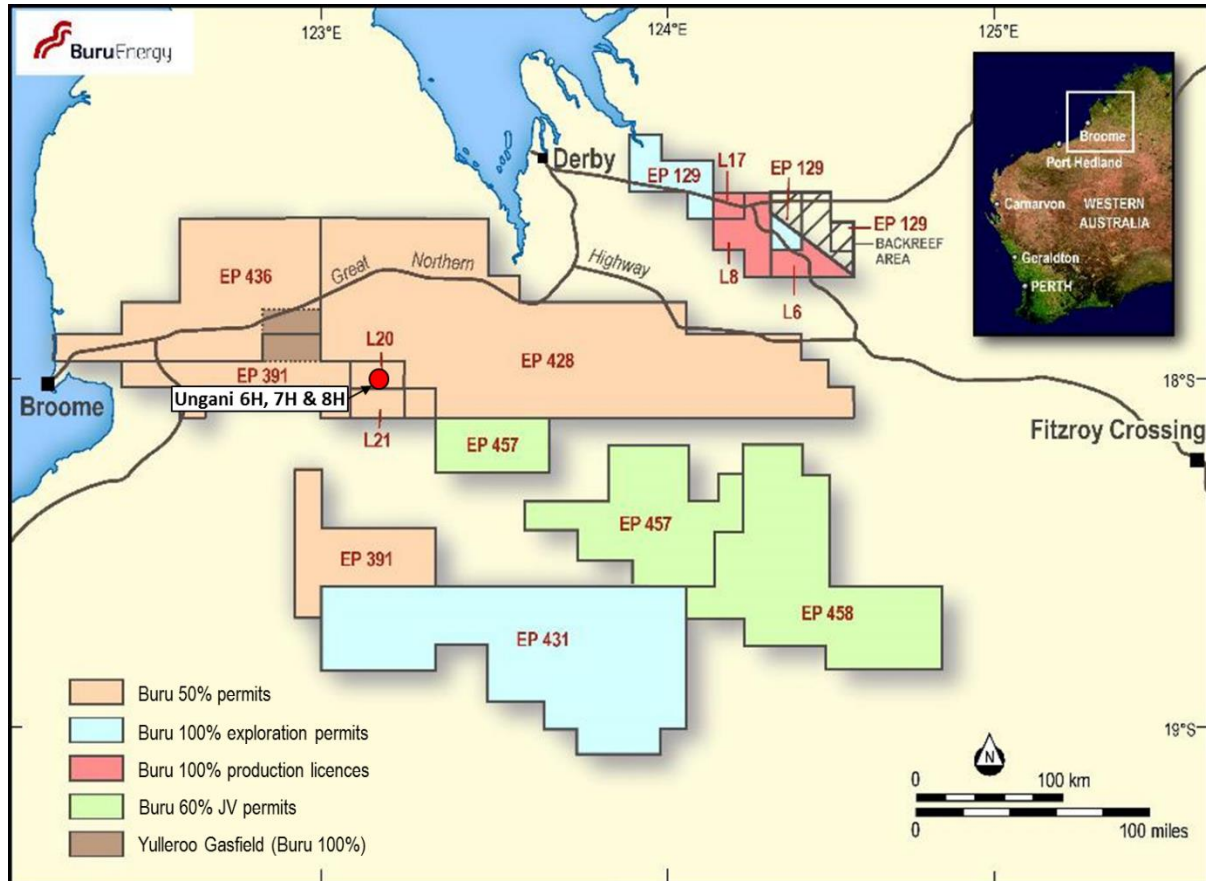 BuruEnergy
123°E
124°E
125°E
Derby
EP 129
L17
EP 129
EP 129
BACKREEF
AREA
L8
L6
Broome
Port Hedland
Carnarvon
WESTERN
AUSTRALIA
Geraldton
PERTH
EP 436
Great
Northern
Highway
L20
EP 428
EP 391
Ungani 6H, 7H & 8H
L21
Broome
18°S
EP 457
Fitzroy Crossing
EP 457
EP 391
EP 458
EP 431
19°S
Buru 50% permits
Buru 100% exploration permits
Buru 100% production licences
Buru 60% JV permits
Yulleroo Gasfield (Buru 100%)
N
0 100 km
0 100 miles